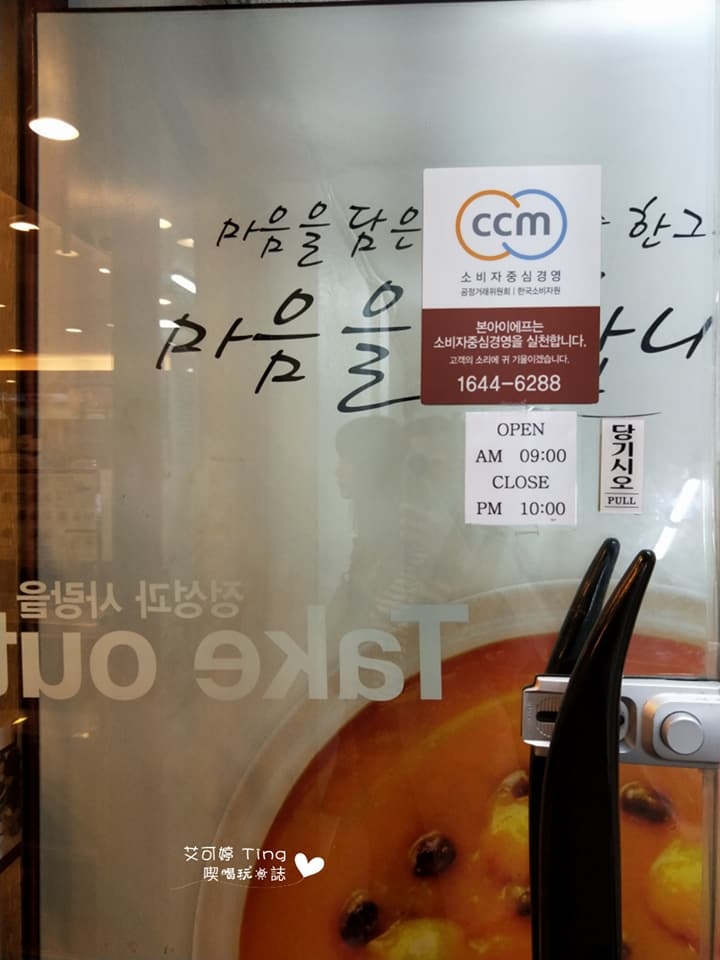 마음을 담은
한그
마음을
니
ccm
소비자중심경영
공정거래위원회 | 한국소비자원
본아이에프는
소비자중심경영을 실천합니다.
고객의 소리에 귀 기울이겠습니다.
1644-6288
OPEN
AM 09:00
CLOSE
PM 10:00
당기시오
PULL
정성과 사랑을
Take out
艾可婷 Ting
喫喝玩樂誌